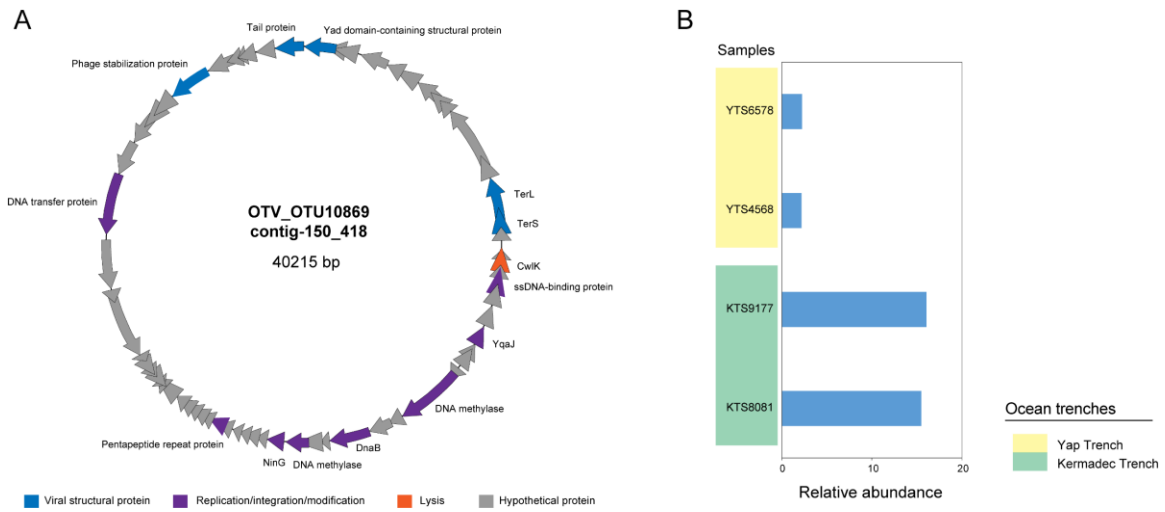 A
Tail protein
Yad domain-containing structural protein
Phage stabilization protein
DNA transfer protein
OTV_OTU10869
contig-150_418
40215 bp
TerL
TerS
CwlK
ssDNA-binding protein
YqaJ
DNA methylase
DnaB
DNA methylase
NinG
Pentapeptide repeat protein
Viral structural protein
Replication/integration/modification
Lysis
Hypothetical protein
B
Samples
YTS6578
YTS4568
KTS9177
KTS8081
0
10
20
Relative abundance
Ocean trenches
Yap Trench
Kermadec Trench